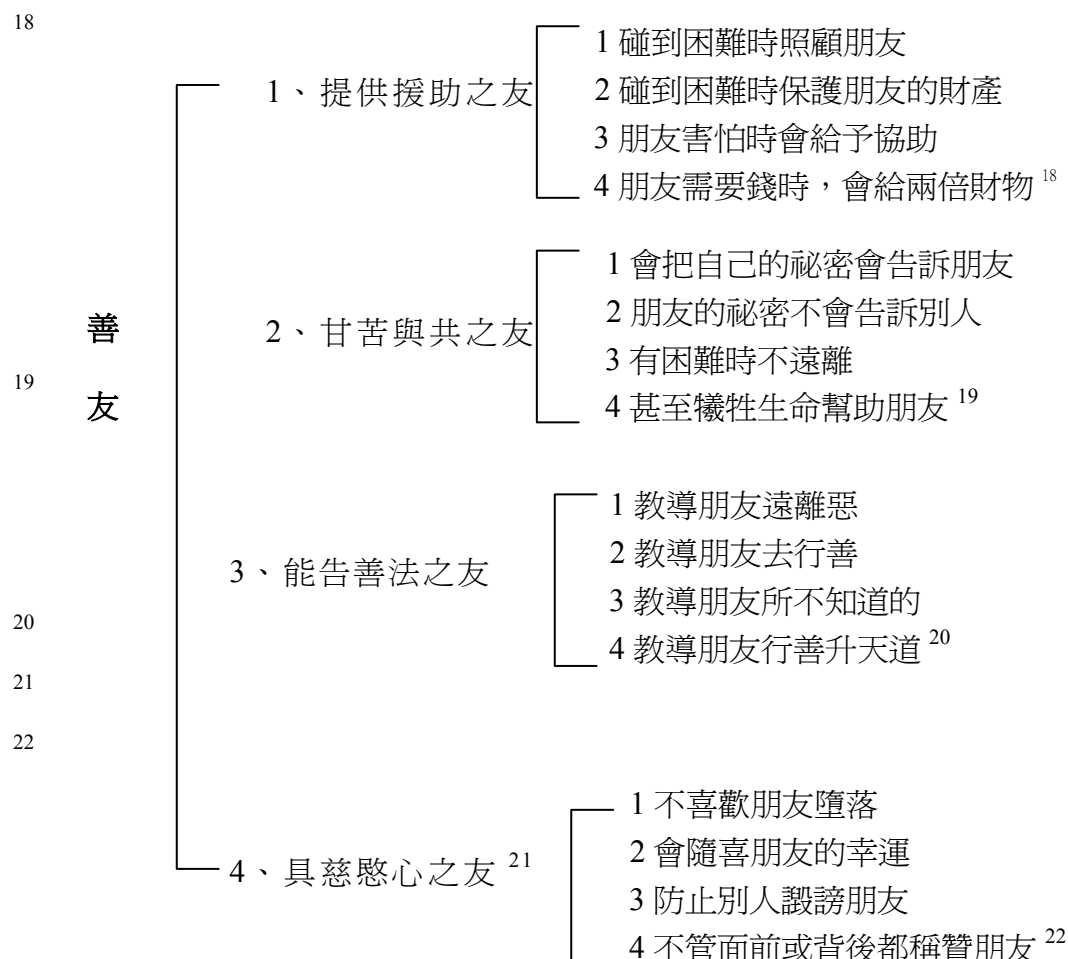 18
1 碰到困難時照顧朋友
1、提供援助之友
2 碰到困難時保護朋友的財產
3 朋友害怕時會給予協助
4 朋友需要錢時，會給兩倍財物 18
1 會把自己的祕密會告訴朋友
善
2、甘苦與共之友
2 朋友的祕密不會告訴別人
3 有困難時不遠離
19
友
4 甚至犧牲生命幫助朋友 19
1 教導朋友遠離惡
2 教導朋友去行善
3、能告善法之友
3 教導朋友所不知道的
20
4 教導朋友行善升天道 20
21
22
1 不喜歡朋友墮落
2 會隨喜朋友的幸運
4、具慈愍心之友 21
3 防止別人譭謗朋友
4 不管面前或背後都稱贊朋友 22